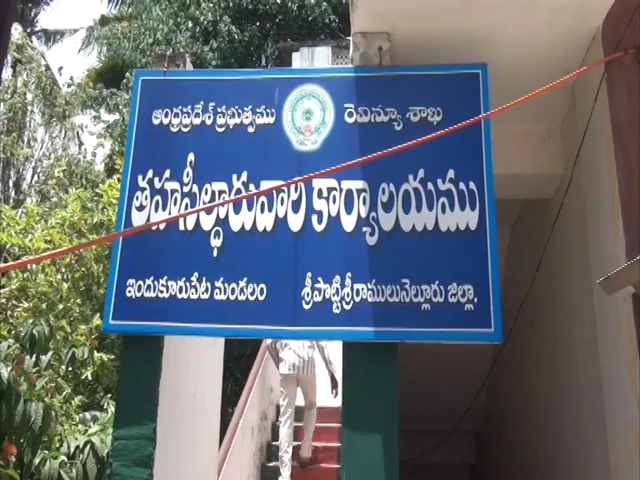 ఆంధ్రప్రదేశ్ ప్రభుత్వము రెవిన్యూ శాఖ
తహసీల్ధారువారి కార్యాలయము
ఇందుకూరుపేట మండలం శ్రీపొట్టిశ్రీరాములునెల్లూరు జిల్లా.